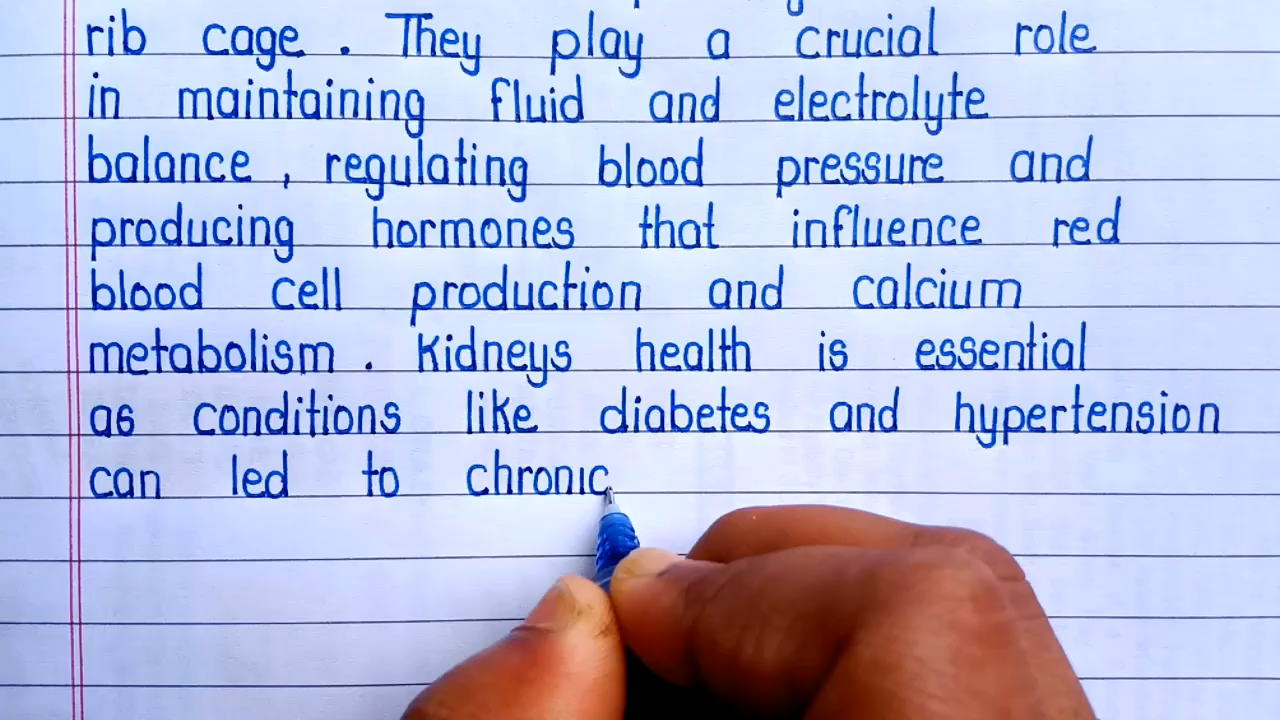 rib cage . They play a crucial role
in maintaining fluid and electrolyte
balance , regulating blood pressure and
producing hormones that influence red
blood cell production and calcium
metabolism . Kidneys health is essential
as conditions like diabetes and hypertension
can led to chronic